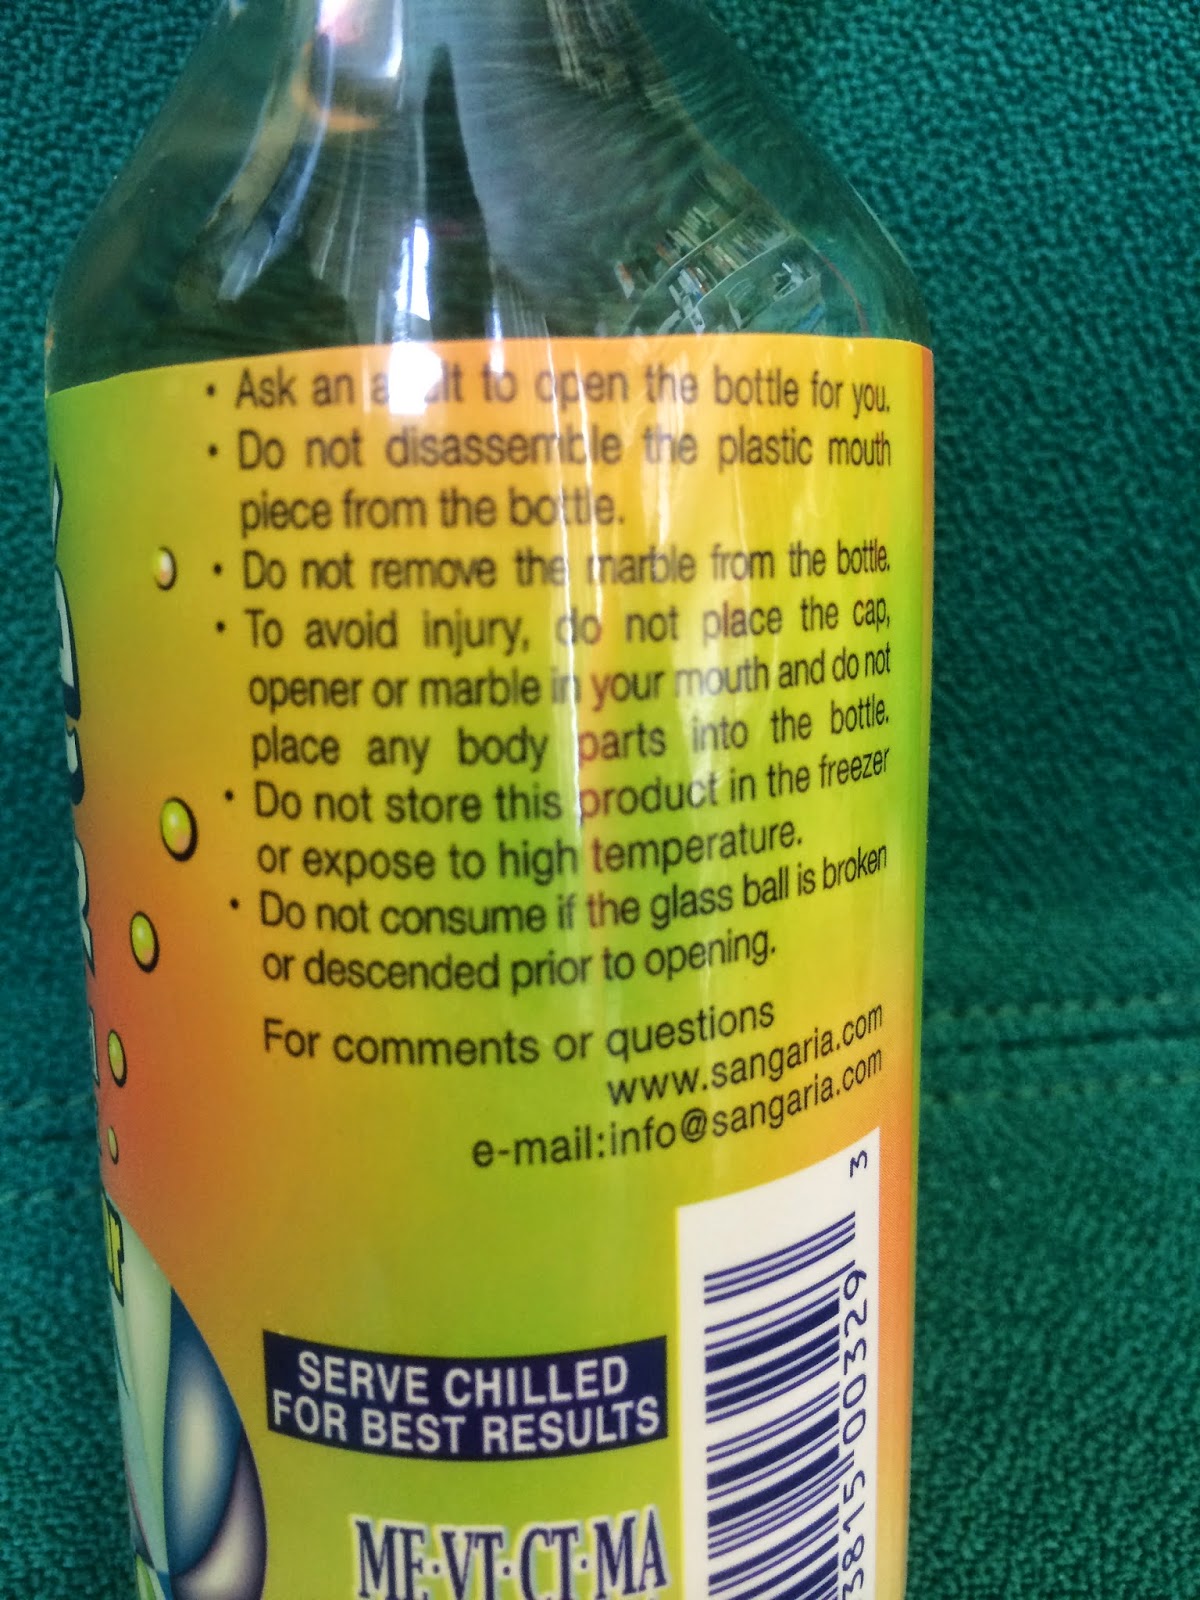 • Ask an adult to open the bottle for you.
• Do not disassemble the plastic mouth
piece from the bottle.
• Do not remove the marble from the bottle.
• To avoid injury, do not place the cap,
opener or marble in your mouth and do not
place any body parts into the bottle.
• Do not store this product in the freezer
or expose to high temperature.
• Do not consume if the glass ball is broken
or descended prior to opening.
For comments or questions
www.sangaria.com
e-mail:info@sangaria.com
SERVE CHILLED
FOR BEST RESULTS
ME·VT·CT·MA
3815 00329 3